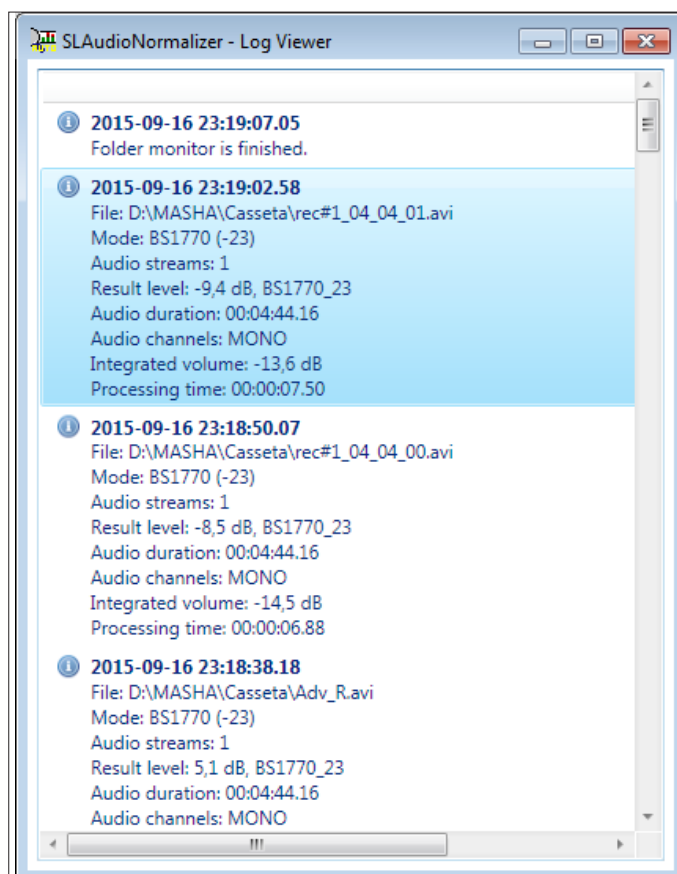 SLAudioNormalizer - Log Viewer
2015-09-16 23:19:07.05
Folder monitor is finished.
2015-09-16 23:19:02.58
File: D:\MASHA\Casseta\rec#1_04_04_01.avi
Mode: BS1770 (-23)
Audio streams: 1
Result level: -9,4 dB, BS1770_23
Audio duration: 00:04:44.16
Audio channels: MONO
Integrated volume: -13,6 dB
Processing time: 00:00:07.50
2015-09-16 23:18:50.07
File: D:\MASHA\Casseta\rec#1_04_04_00.avi
Mode: BS1770 (-23)
Audio streams: 1
Result level: -8,5 dB, BS1770_23
Audio duration: 00:04:44.16
Audio channels: MONO
Integrated volume: -14,5 dB
Processing time: 00:00:06.88
2015-09-16 23:18:38.18
File: D:\MASHA\Casseta\Adv_R.avi
Mode: BS1770 (-23)
Audio streams: 1
Result level: 5,1 dB, BS1770_23
Audio duration: 00:04:44.16
Audio channels: MONO